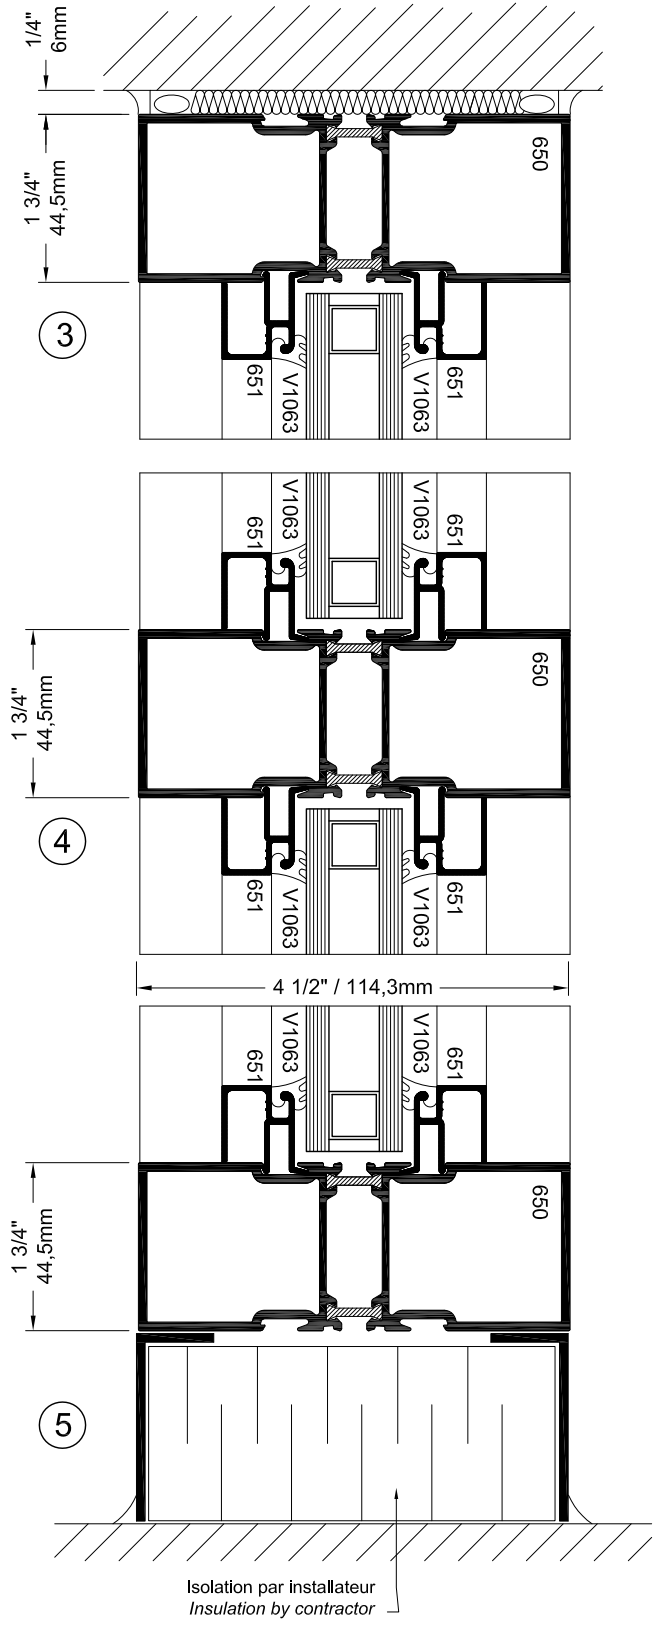 1/4"
6mm
1 3/4"
44,5mm
650
3
651
V1063
V1063
651
651
V1063
V1063
651
1 3/4"
44,5mm
650
4
651
V1063
V1063
651
4 1/2" / 114,3mm
651
V1063
V1063
651
1 3/4"
44,5mm
650
5
Isolation par installateur
Insulation by contractor